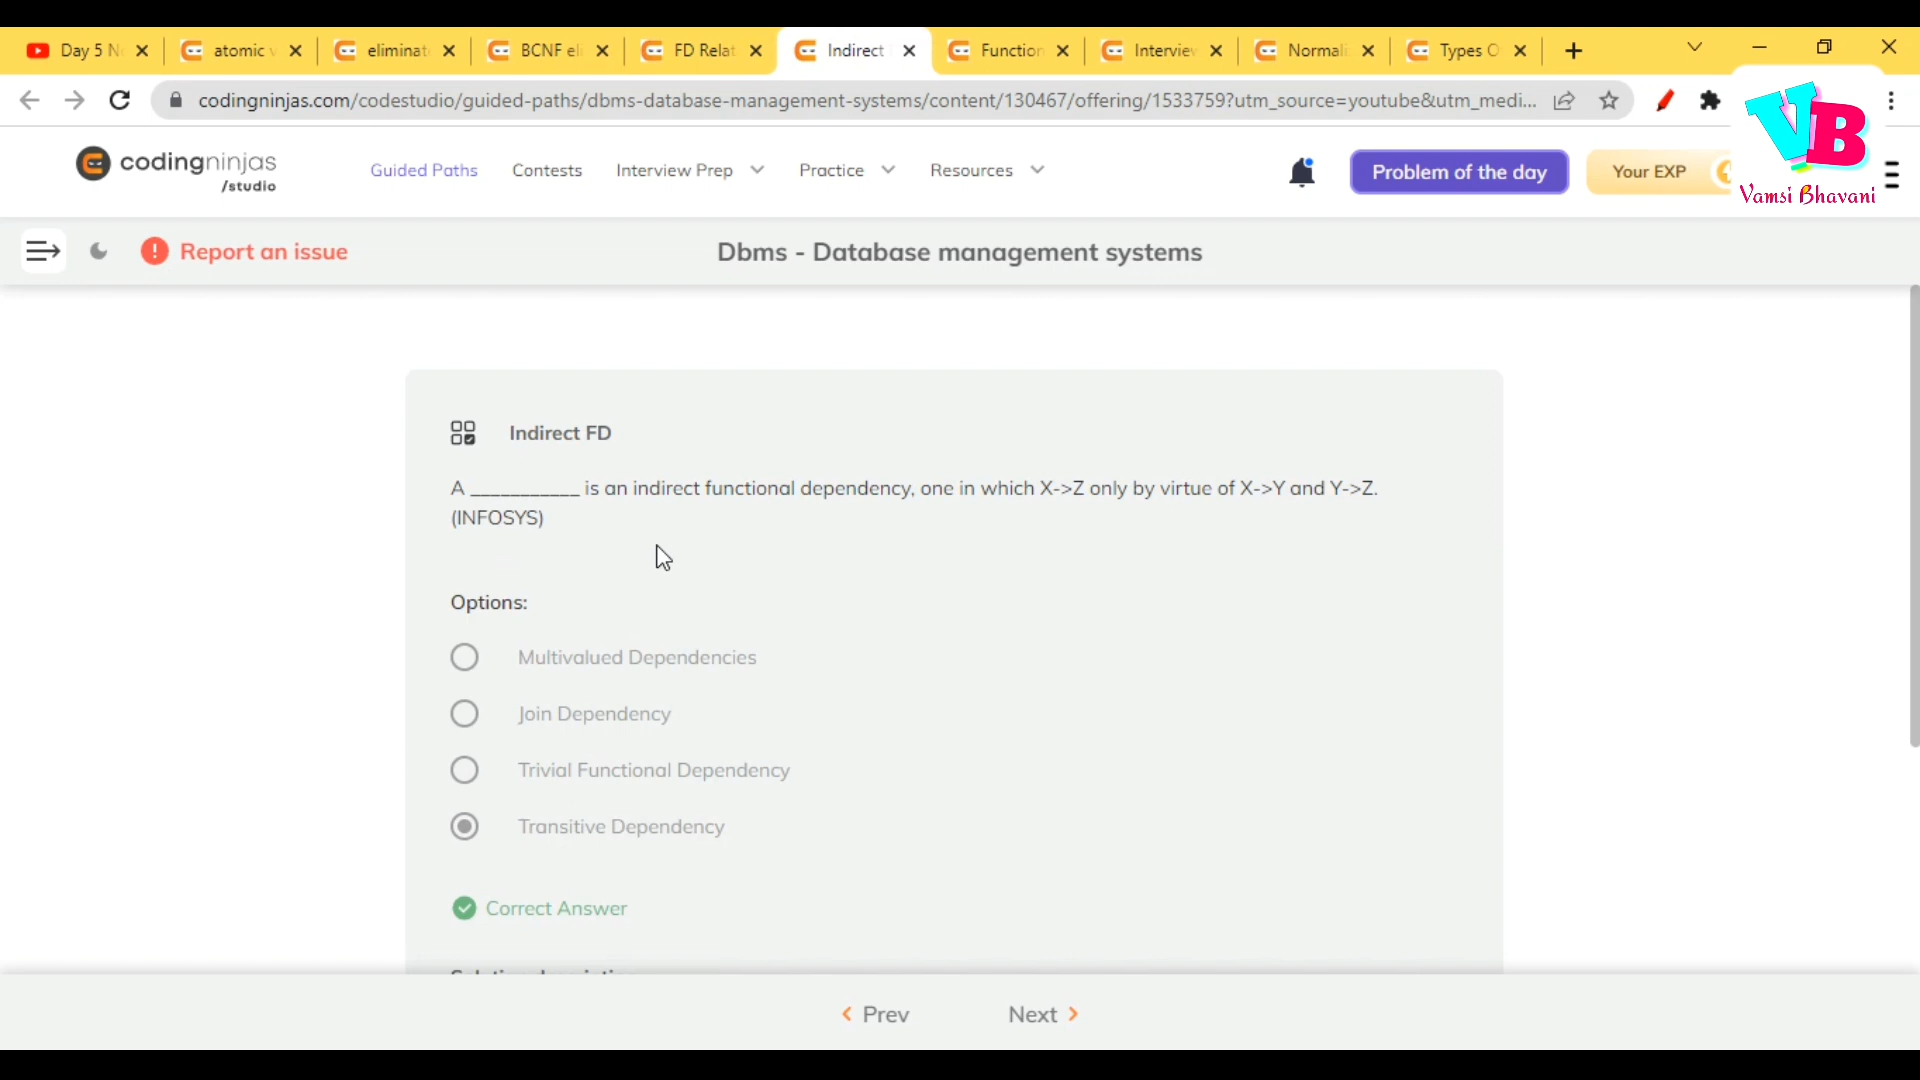 Day 5 N
atomic v
eliminat
BCNF eli
FD Relat
Indirect
Function
Interview
Normali
Types O
codingninjas.com/codestudio/guided-paths/dbms-database-management-systems/content/130467/offering/1533759?utm_source=youtube&utm_medi...
VB
Vamsi Bhavani
codingninjas
/studio
Guided Paths
Contests
Interview Prep
Practice
Resources
Problem of the day
Your EXP
Report an issue
Dbms - Database management systems
Indirect FD
A ___________ is an indirect functional dependency, one in which X->Z only by virtue of X->Y and Y->Z.
(INFOSYS)
Options:
Multivalued Dependencies
Join Dependency
Trivial Functional Dependency
Transitive Dependency
Correct Answer
Prev
Next